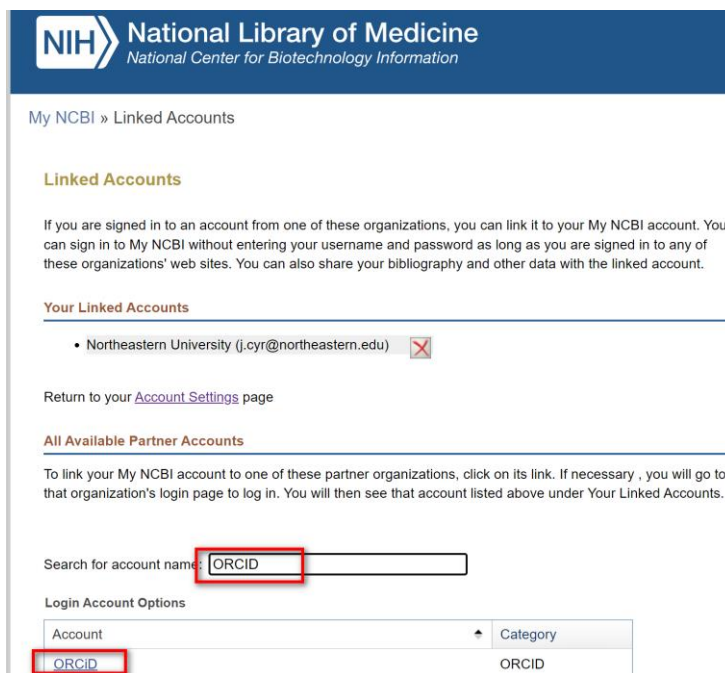 NIH National Library of Medicine
National Center for Biotechnology Information
My NCBI » Linked Accounts
Linked Accounts
If you are signed in to an account from one of these organizations, you can link it to your My NCBI account. You
can sign in to My NCBI without entering your username and password as long as you are signed in to any of
these organizations' web sites. You can also share your bibliography and other data with the linked account.
Your Linked Accounts
• Northeastern University (j.cyr@northeastern.edu)
Return to your Account Settings page
All Available Partner Accounts
To link your My NCBI account to one of these partner organizations, click on its link. If necessary , you will go to
that organization's login page to log in. You will then see that account listed above under Your Linked Accounts.
Search for account name: ORCID
Login Account Options
Account Category
ORCiD ORCID